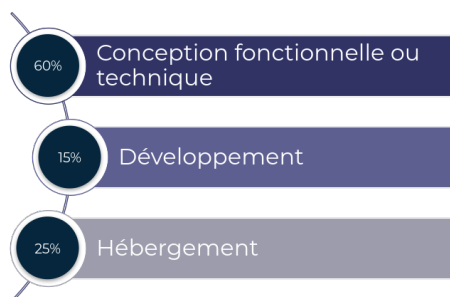 60%
Conception fonctionnelle ou
technique
15%
Développement
25%
Hébergement